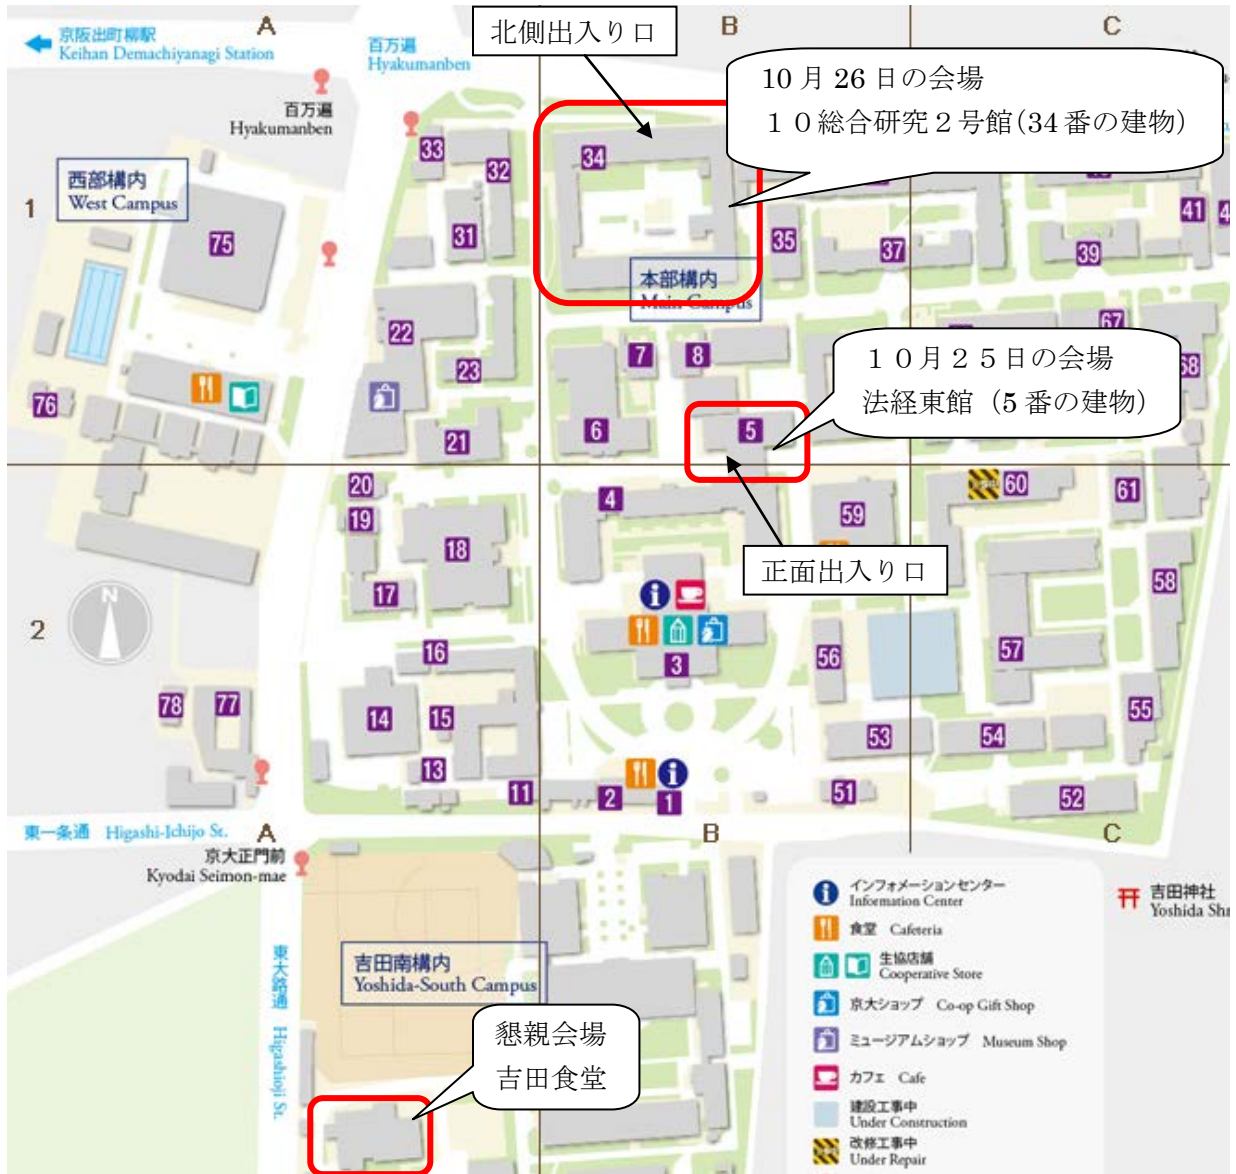 A
B
C
京阪出町柳駅
Keihan Demachiyanagi Station
百万遍
Hyakumanben
北側出入り口
百万遍
Hyakumanben
10月26日の会場
10総合研究2号館(34番の建物)
西部構内
West Campus
1
75
33
32
31
34
35
37
39
41
4
本部構内
Main Campus
22
23
7
8
67
68
10月25日の会場
法経東館（5番の建物）
76
21
6
5
20
19
18
17
4
59
60
61
正面出入り口
58
N
2
16
3
56
57
78
77
14
15
55
13
53
54
11
2
1
51
52
東一条通 Higashi-Ichijo St.
A
B
C
京大正門前
Kyodai Seimon-mae
東大路通 Higashioji St.
吉田南構内
Yoshida-South Campus
懇親会場
吉田食堂
インフォメーションセンター
Information Center
食堂 Cafeteria
生協店舗
Cooperative Store
京大ショップ Co-op Gift Shop
ミュージアムショップ Museum Shop
カフェ Cafe
建設工事中
Under Construction
改修工事中
Under Repair
吉田神社
Yoshida Shr